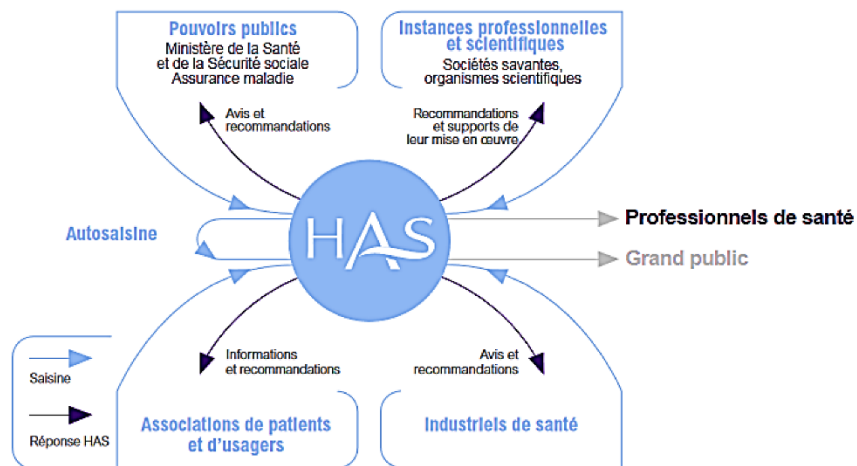 Pouvoirs publics
Ministère de la Santé
et de la Sécurité sociale
Assurance maladie
Instances professionnelles
et scientifiques
Sociétés savantes,
organismes scientifiques
Avis et
recommandations
Recommandations
et supports de
leur mise en œuvre
Autosaisine
HAS
Professionnels de santé
Grand public
Informations
et recommandations
Avis et
recommandations
Saisine
Réponse HAS
Associations de patients
et d'usagers
Industriels de santé